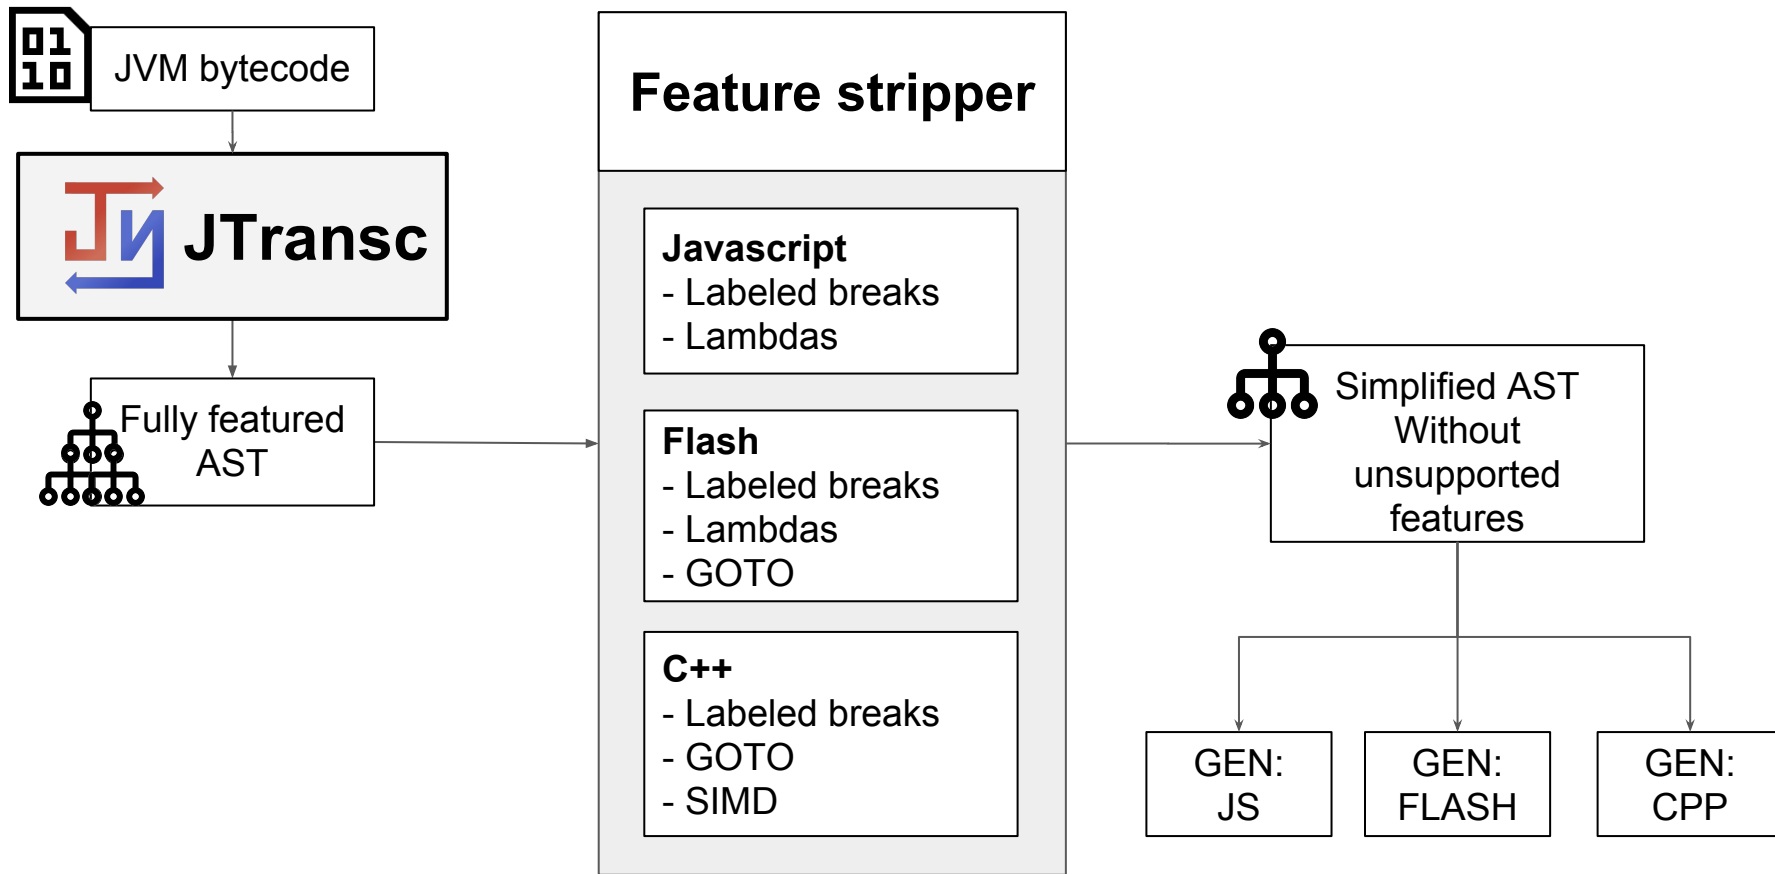 01
10
JVM bytecode
JTransc
Fully featured
AST
Feature stripper
Javascript
- Labeled breaks
- Lambdas
Flash
- Labeled breaks
- Lambdas
- GOTO
C++
- Labeled breaks
- GOTO
- SIMD
Simplified AST
Without
unsupported
features
GEN:
JS
GEN:
FLASH
GEN:
CPP